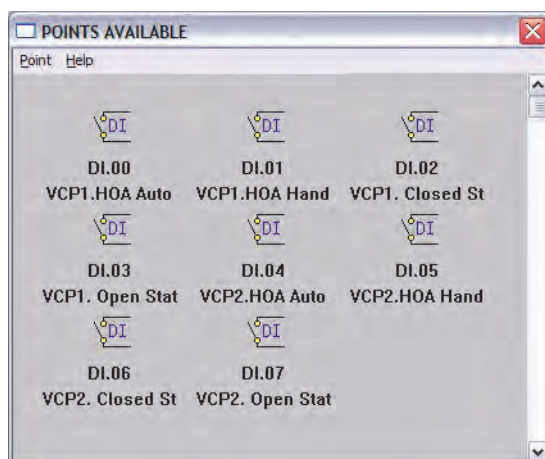 POINTS AVAILABLE
Point Help
DI DI DI
DI.00 DI.01 DI.02
VCP1.HOA Auto VCP1.HOA Hand VCP1. Closed St
DI DI DI
DI.03 DI.04 DI.05
VCP1. Open Stat VCP2.HOA Auto VCP2.HOA Hand
DI DI
DI.06 DI.07
VCP2. Closed St VCP2. Open Stat